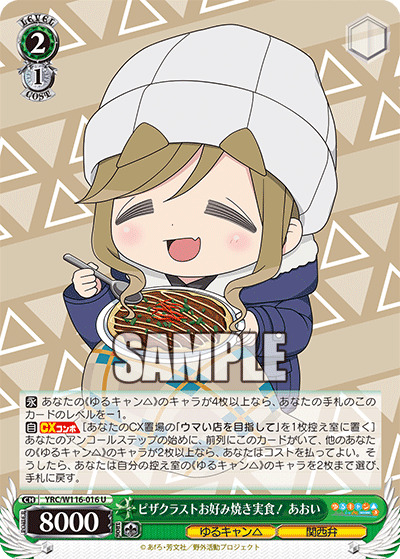 LEVEL
2
1
COST
SAMPLE
永 あなたの《ゆるキャン△》のキャラが4枚以上なら、あなたの手札のこの
カードのレベルを－1。
自 CXコンボ ［あなたのCX置場の「ウマい店を目指して」を1枚控え室に置く］
あなたのアンコールステップの始めに、前列にこのカードがいて、他のあなた
の《ゆるキャン△》のキャラが2枚以上なら、あなたはコストを払ってよい。そ
うしたら、あなたは自分の控え室の《ゆるキャン△》のキャラを2枚まで選び、手
札に戻す。
CH YRC/W116-016 U
ピザクラストお好み焼き実食！ あおい
ゆるキャン△
8000
ゆるキャン△ 関西弁
©あfろ・芳文社／野外活動プロジェクト